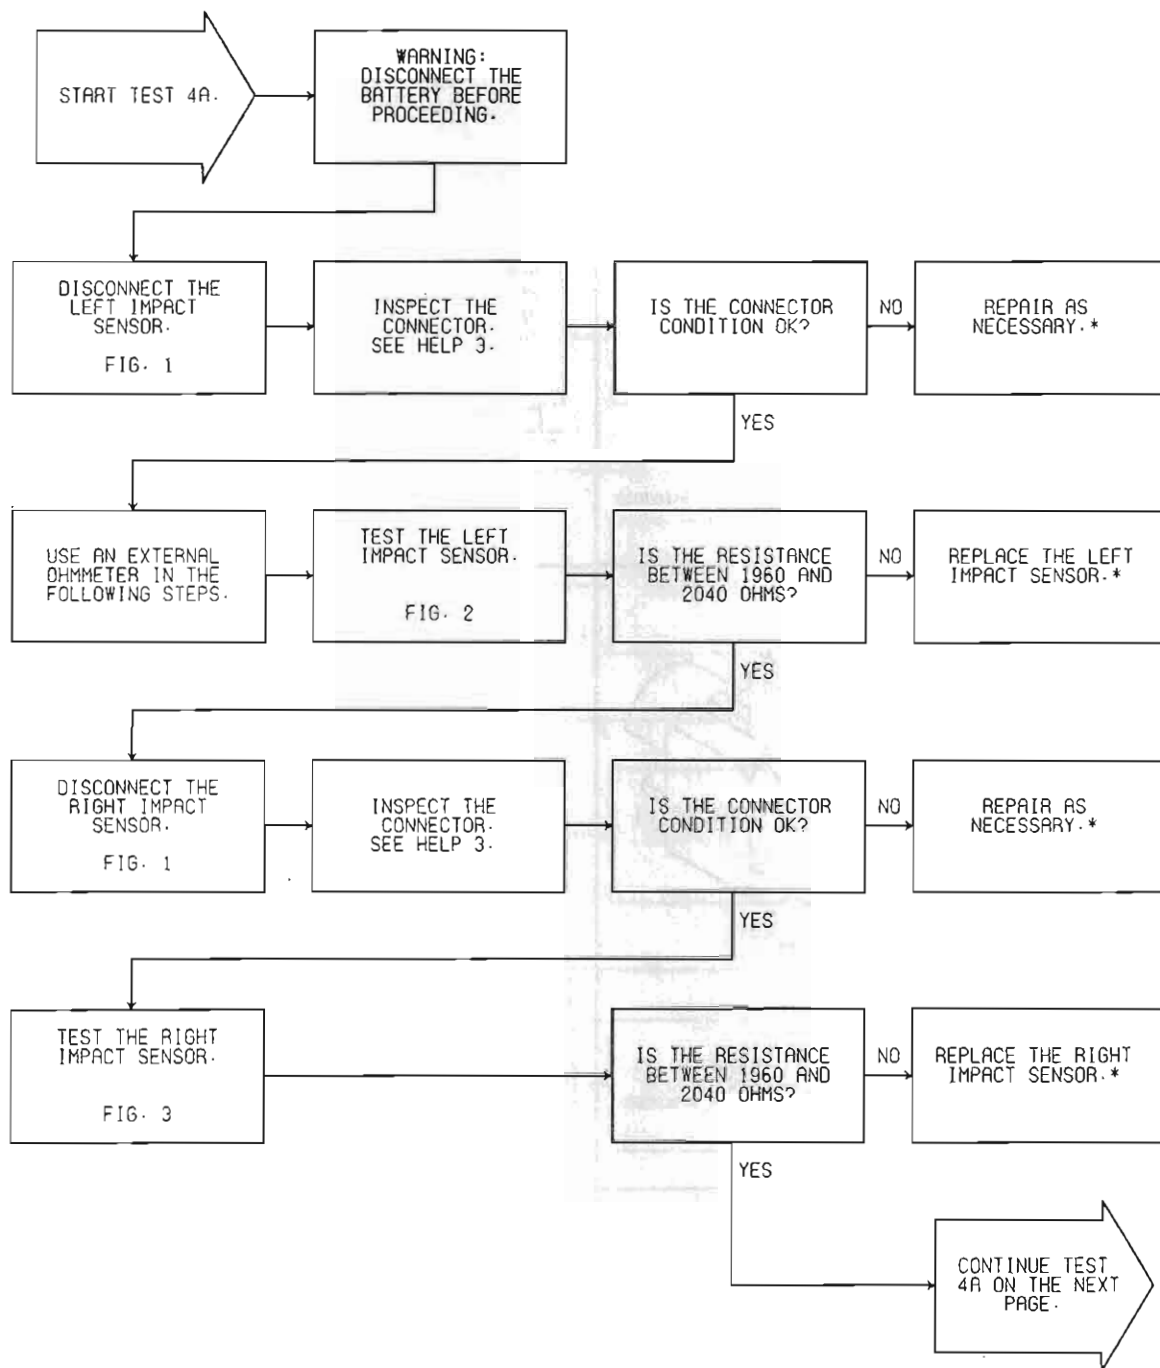 START TEST 4A.
WARNING:
DISCONNECT THE
BATTERY BEFORE
PROCEEDING.
DISCONNECT THE
LEFT IMPACT
SENSOR.
FIG. 1
INSPECT THE
CONNECTOR.
SEE HELP 3.
IS THE CONNECTOR
CONDITION OK?
NO
REPAIR AS
NECESSARY.*
YES
USE AN EXTERNAL
OHMMETER IN THE
FOLLOWING STEPS.
TEST THE LEFT
IMPACT SENSOR.
FIG. 2
IS THE RESISTANCE
BETWEEN 1960 AND
2040 OHMS?
NO
REPLACE THE LEFT
IMPACT SENSOR.*
YES
DISCONNECT THE
RIGHT IMPACT
SENSOR.
FIG. 1
INSPECT THE
CONNECTOR.
SEE HELP 3.
IS THE CONNECTOR
CONDITION OK?
NO
REPAIR AS
NECESSARY.*
YES
TEST THE RIGHT
IMPACT SENSOR.
FIG. 3
IS THE RESISTANCE
BETWEEN 1960 AND
2040 OHMS?
NO
REPLACE THE RIGHT
IMPACT SENSOR.*
YES
CONTINUE TEST
4A ON THE NEXT
PAGE.